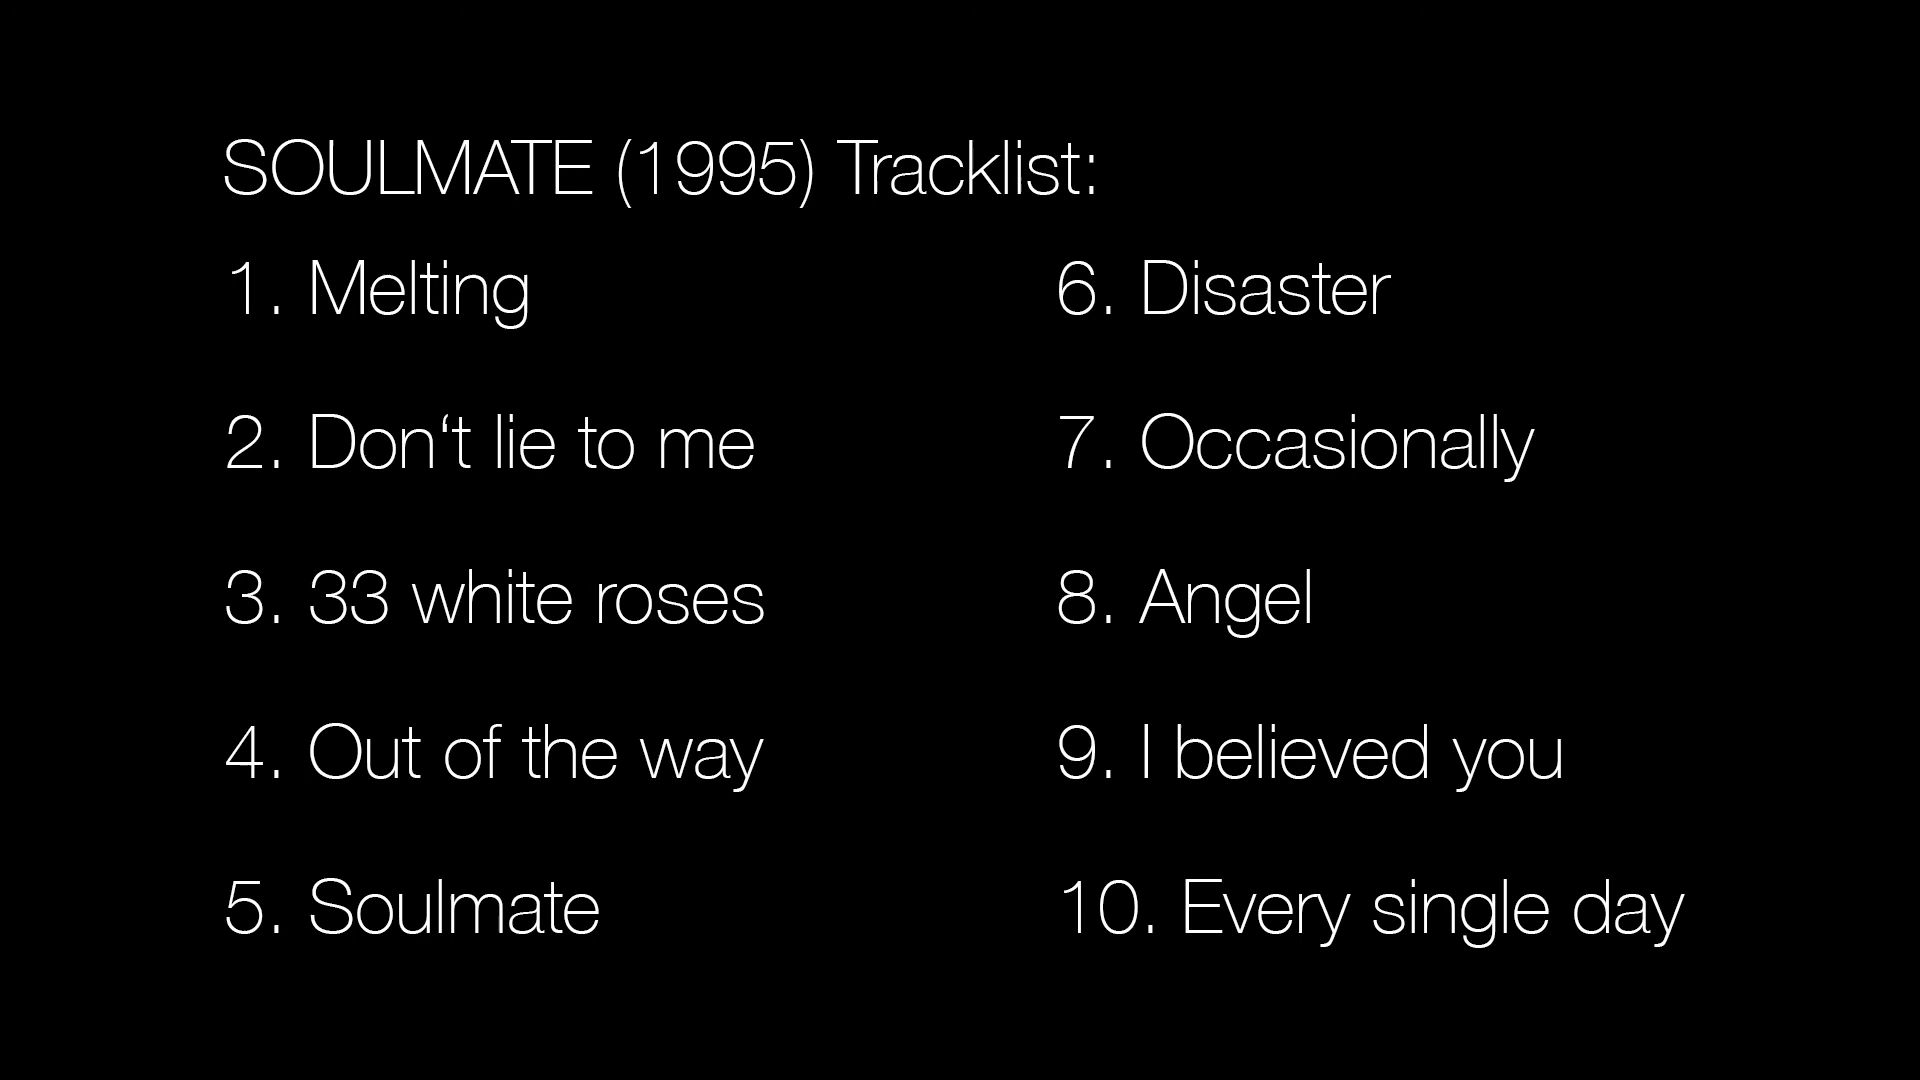 SOULMATE (1995) Tracklist:
1. Melting
2. Don‘t lie to me
3. 33 white roses
4. Out of the way
5. Soulmate
6. Disaster
7. Occasionally
8. Angel
9. I believed you
10. Every single day